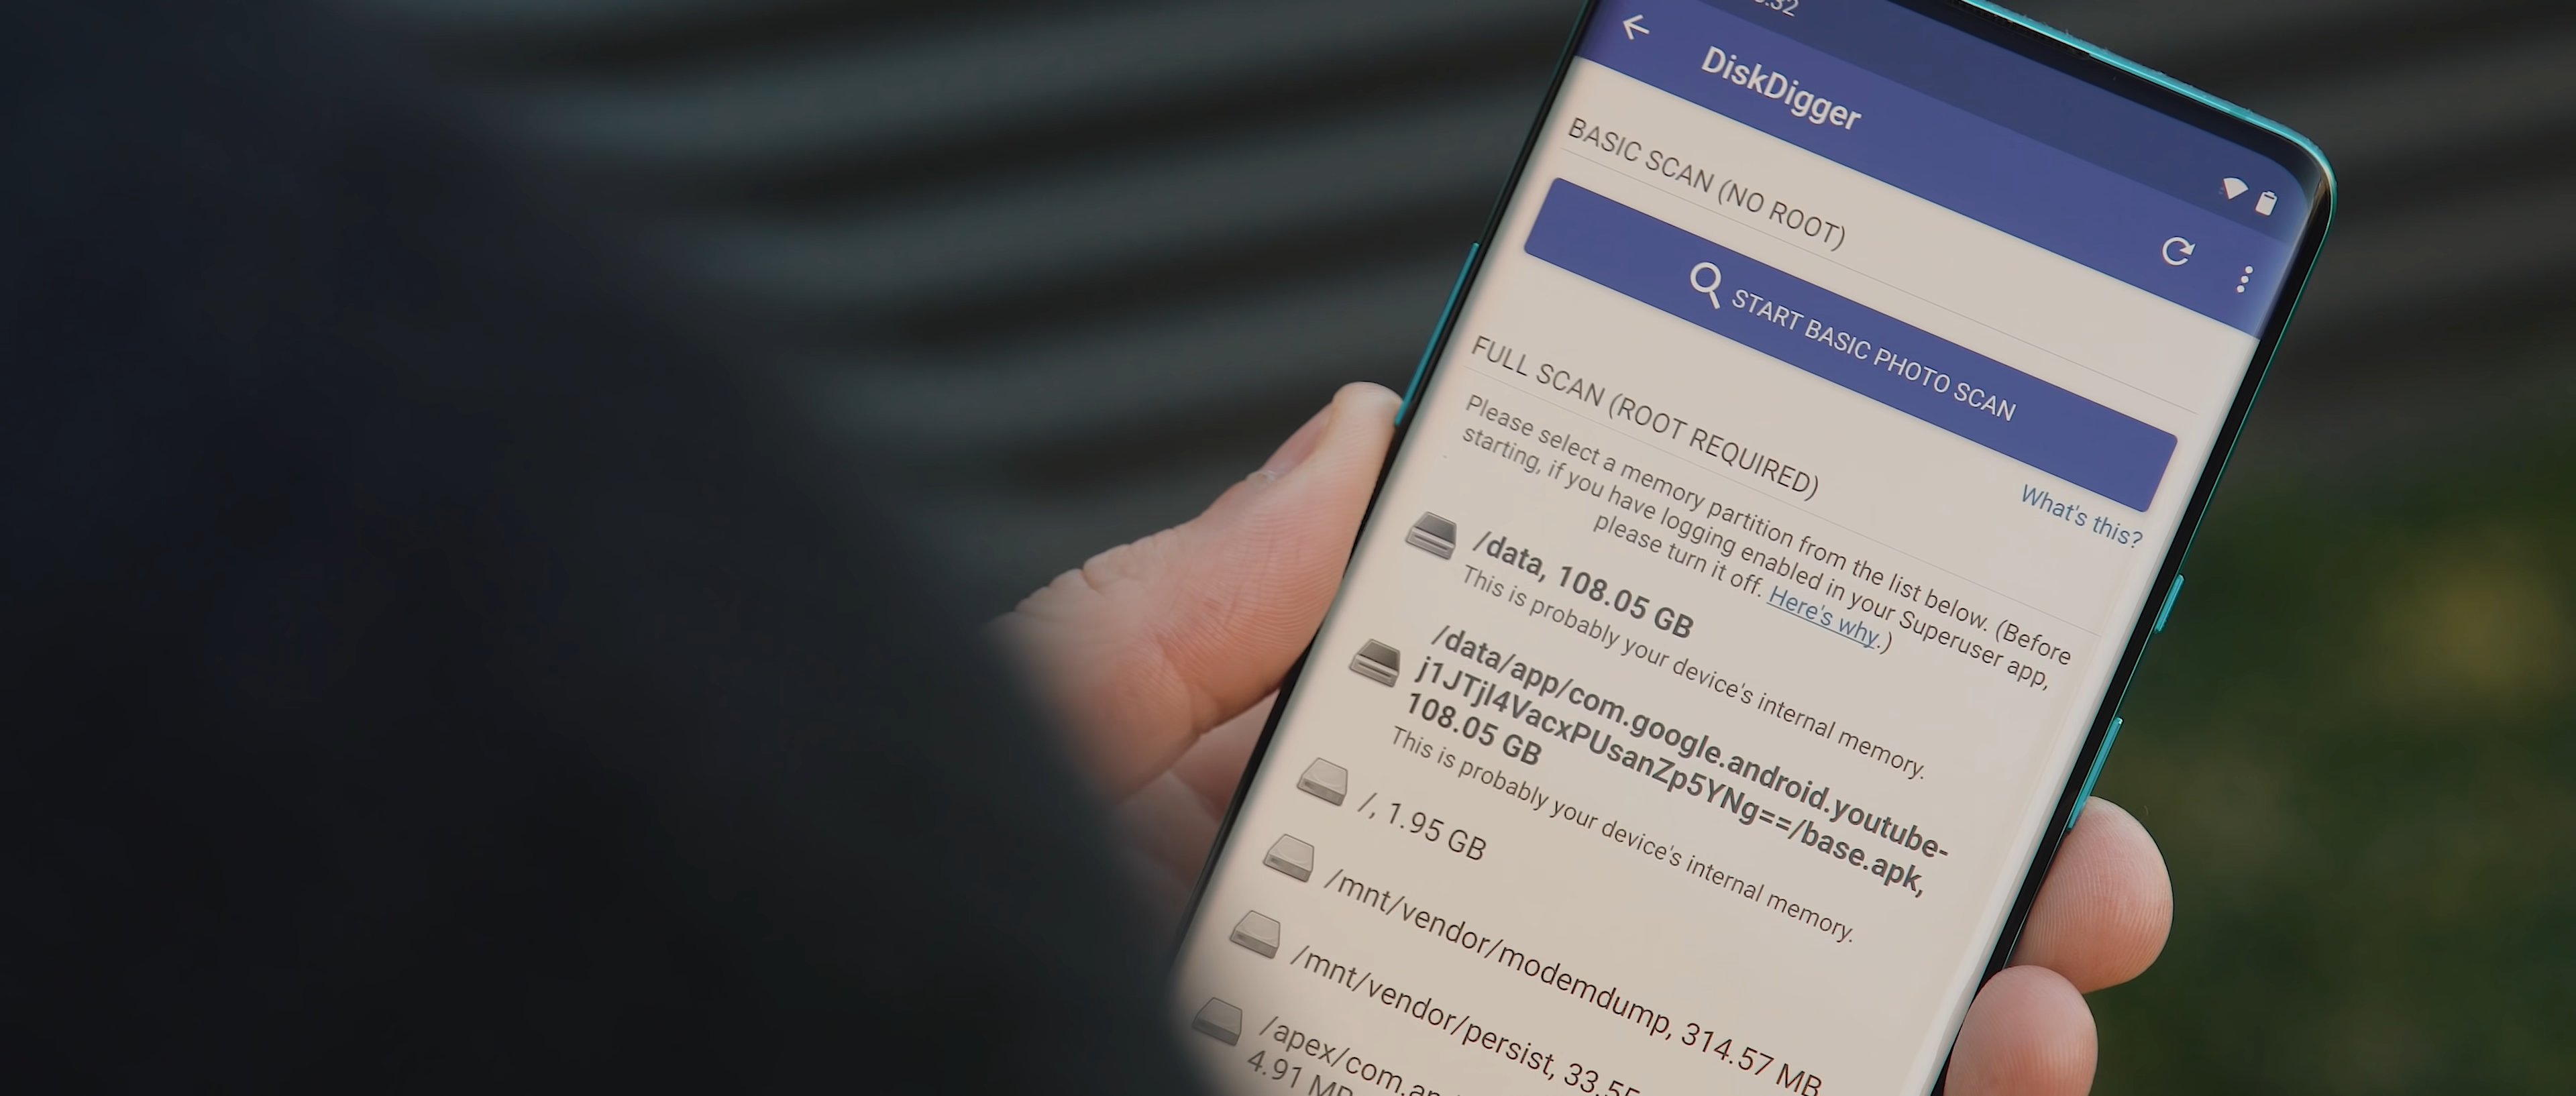 DiskDigger
BASIC SCAN (NO ROOT)
START BASIC PHOTO SCAN
What's this?
FULL SCAN (ROOT REQUIRED)
Please select a memory partition from the list below. (Before
starting, if you have logging enabled in your Superuser app,
please turn it off. Here's why.)
/data, 108.05 GB
This is probably your device's internal memory.
/data/app/com.google.android.youtube-
j1JTjl4VacxPUsanZp5YNg==/base.apk,
108.05 GB
This is probably your device's internal memory.
/, 1.95 GB
/mnt/vendor/modemdump, 314.57 MB
/mnt/vendor/persist,
4.91